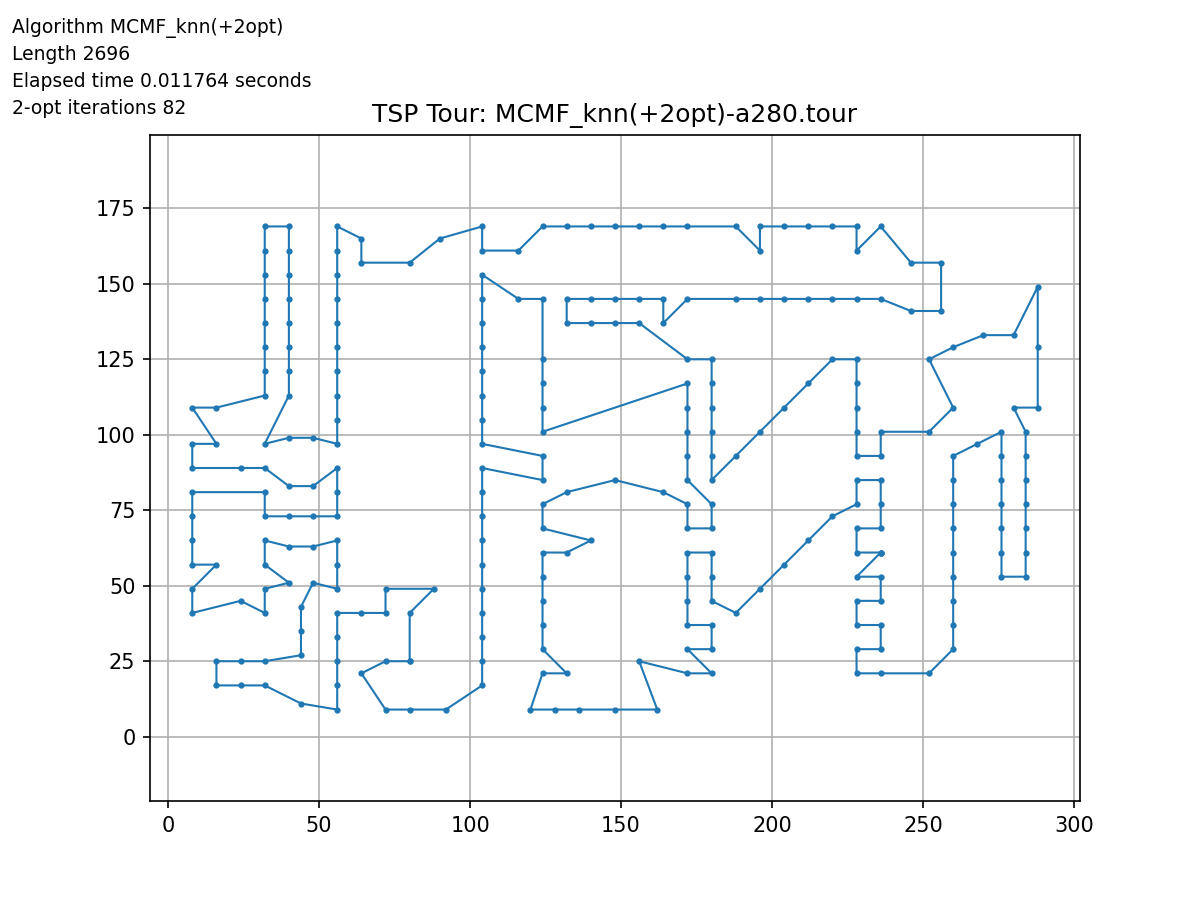 Algorithm MCMF_knn(+2opt)
Length 2696
Elapsed time 0.011764 seconds
2-opt iterations 82
TSP Tour: MCMF_knn(+2opt)-a280.tour
175
150
125
100
75
50
25
0
0 50 100 150 200 250 300